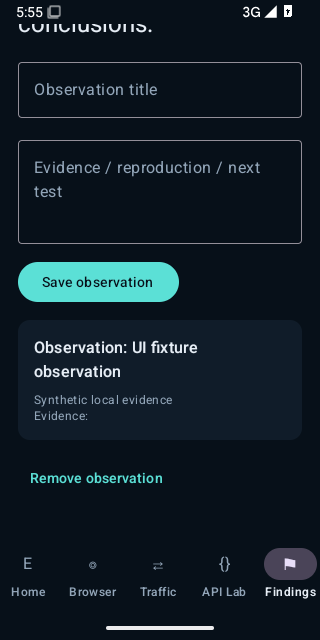 5:55
3G
conclusions.
Observation title
Evidence / reproduction / next
test
Save observation
Observation: UI fixture
observation
Synthetic local evidence
Evidence:
Remove observation
E
{}
Home
Browser
Traffic
API Lab
Findings